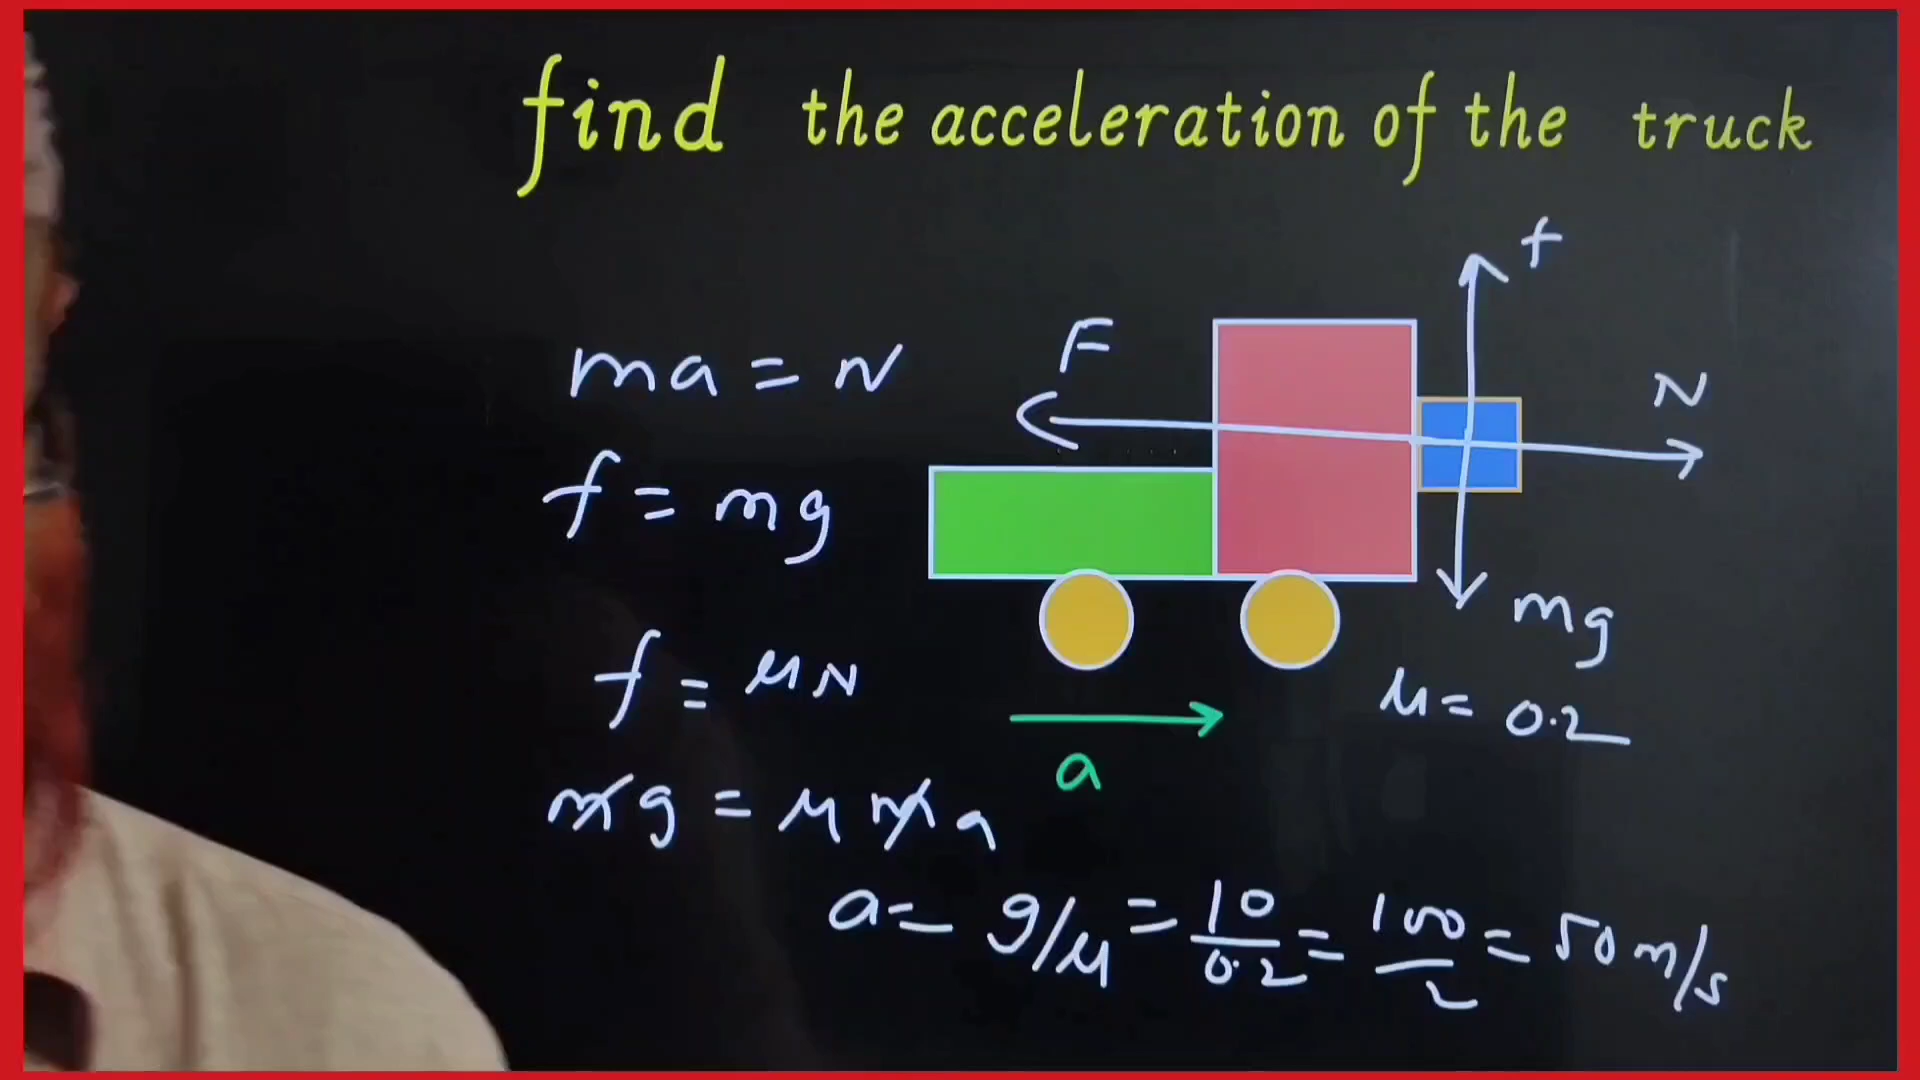 find the acceleration of the truck
f
F
ma = N
N
f = mg
mg
f = μN
μ = 0.2
a
mg = μma
a = g/μ = 10/0.2 = 100/2 = 50 m/s